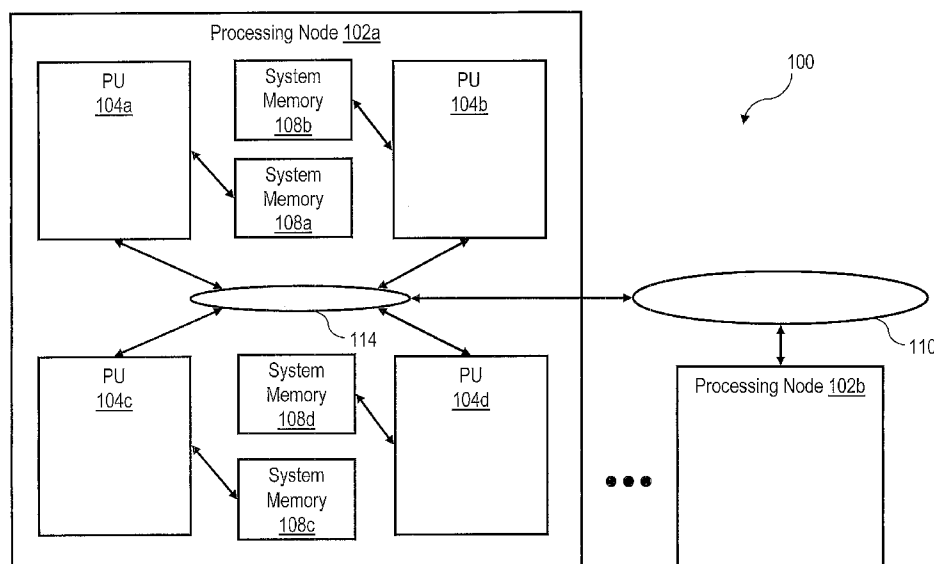 Processing Node 102a
PU
104a
System
Memory
108b
PU
104b
System
Memory
108a
100
114
110
PU
104c
System
Memory
108d
PU
104d
System
Memory
108c
Processing Node 102b